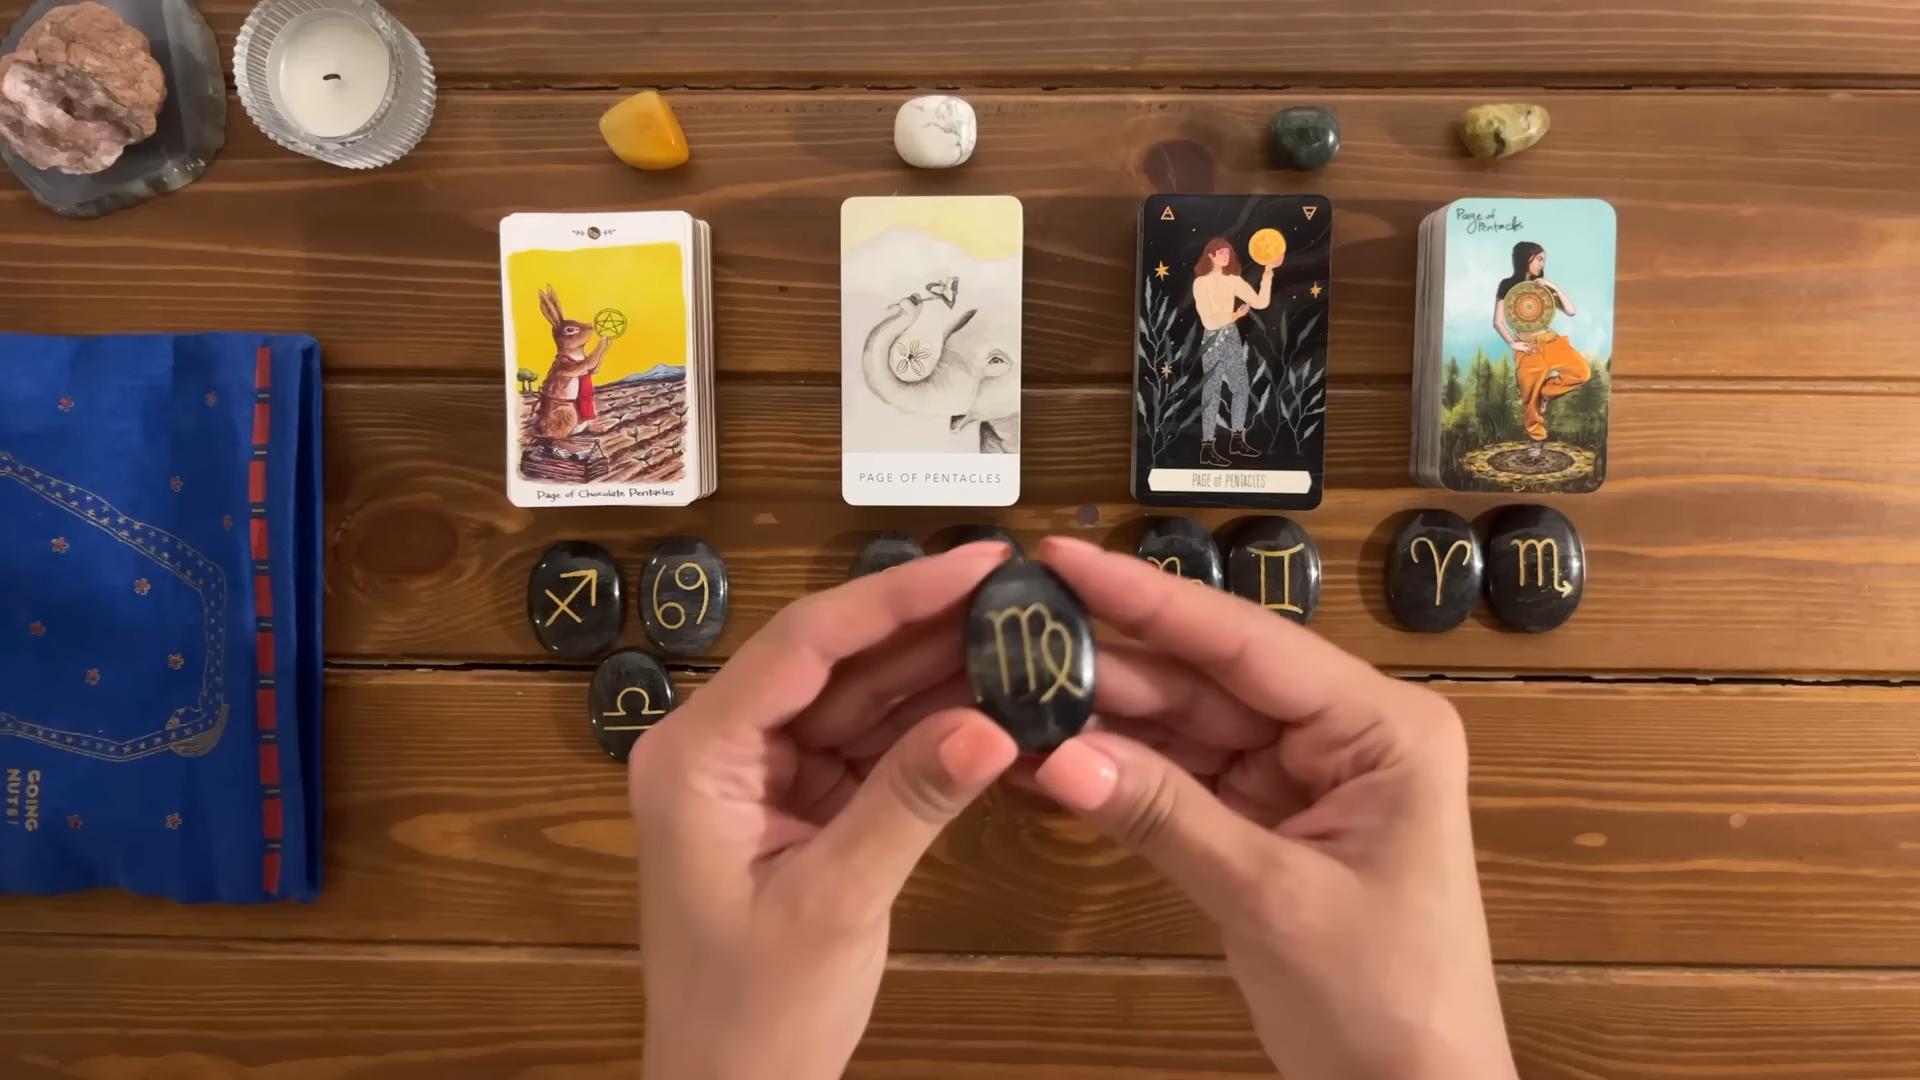 Page of
Pentacles
Page of Chocolate Pentacles
PAGE OF PENTACLES
PAGE of PENTACLES
GOING
NUTS!